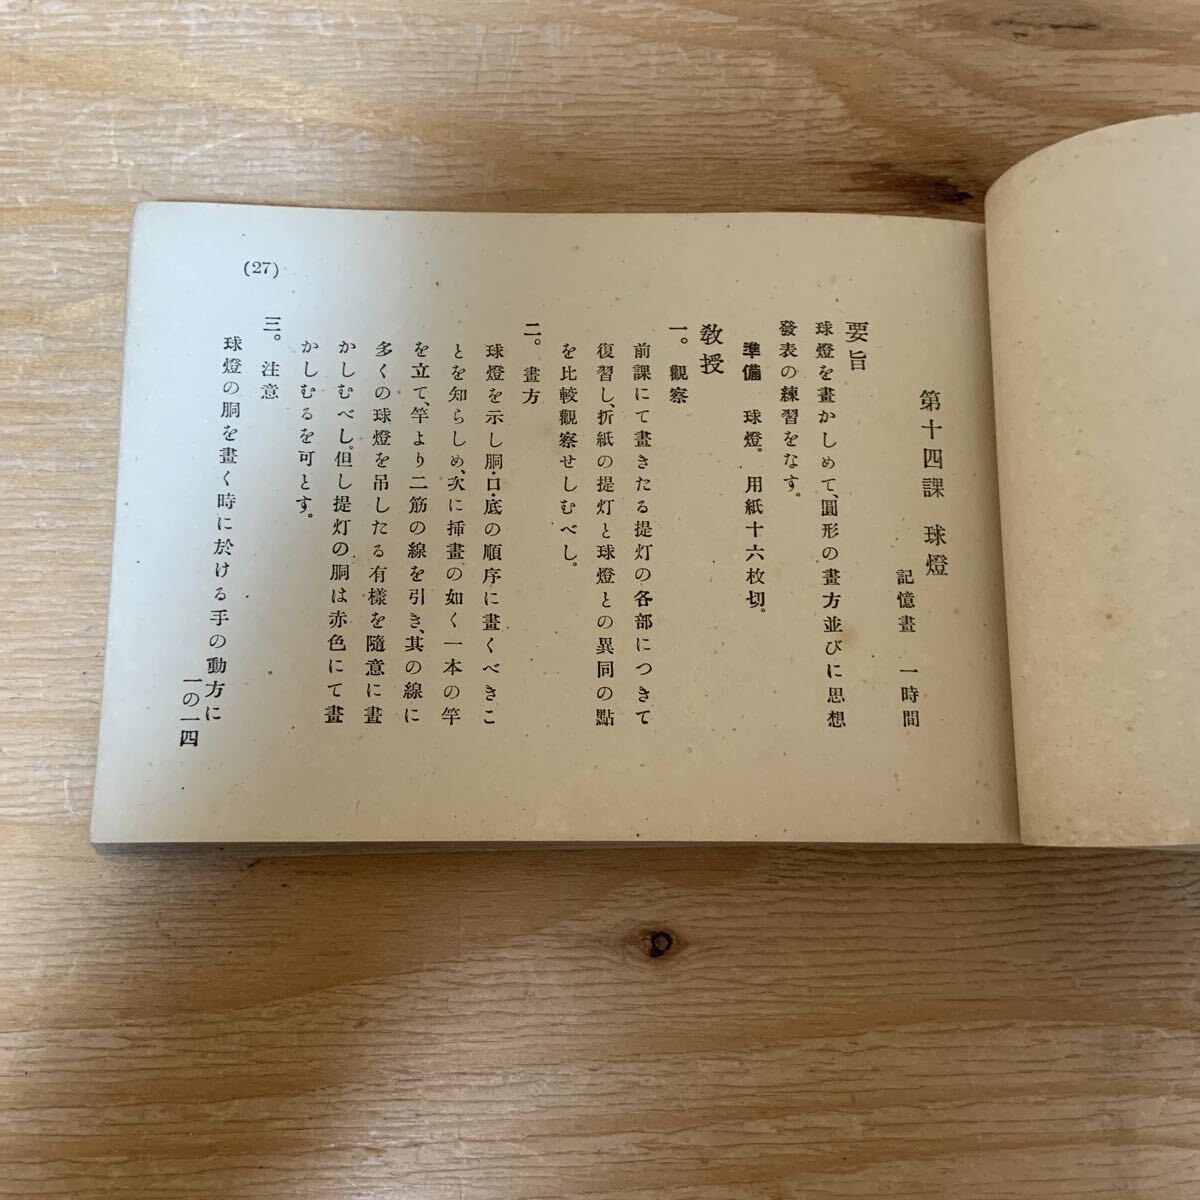 第十四課　球燈
記憶畫　一時間
要旨
球燈を畫かしめて、圓形の畫方並びに思想
發表の練習をなす。
準備　球燈。用紙十六枚切。
敎授
一。觀察
前課にて畫きたる提灯の各部につきて
復習し、折紙の提灯と球燈との異同の點
を比較觀察せしむべし。
二。畫方
球燈を示し胴・口・底の順序に畫くべきこ
とを知らしめ、次に揷畫の如く一本の竿
を立て、竿より二筋の線を引き、其の線に
多くの球燈を吊したる有樣を隨意に畫
かしむべし。但し提灯の胴は赤色にて畫
かしむるを可とす。
三。注意
球燈の胴を畫く時に於ける手の動方に
一の一四
(27)